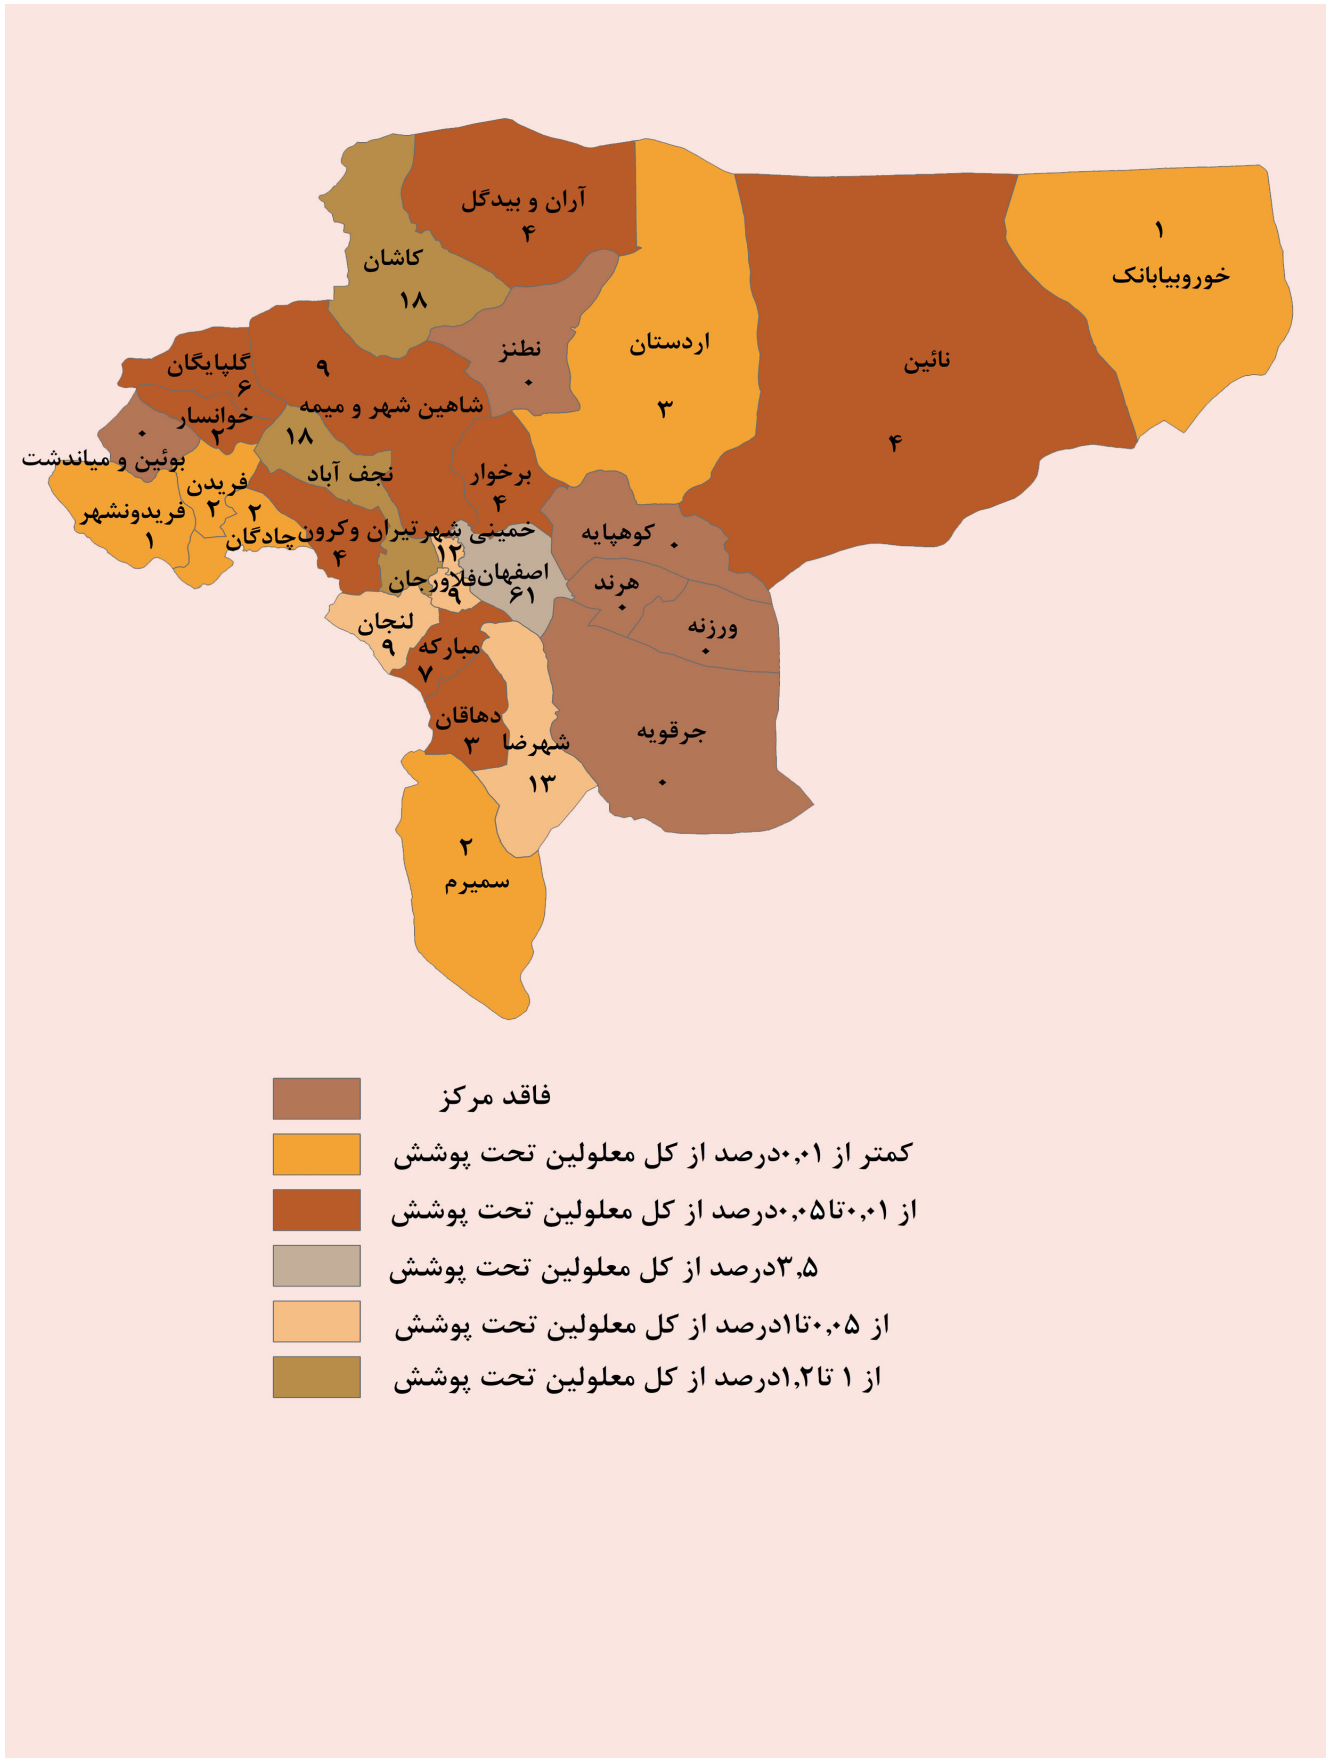 آران و بیدگل
۴
۱
خوروبیابانک
کاشان
۱۸
نطنز
۰
اردستان
۳
نائین
۴
گلپایگان
۶
۹
شاهین شهر و میمه
خوانسار
۲
۰
بوئین و میاندشت
۱۸
نجف آباد
برخوار
۴
فریدن
۲
فریدونشهر
۱
۲
چادگان
تیران وکرون
۴
خمینی شهر
۱۲
کوهپایه
۰
اصفهان
۶۱
فلاورجان
۹
هرند
۰
ورزنه
۰
لنجان
۹
مبارکه
۷
دهاقان
۳
شهرضا
۱۳
جرقویه
۰
۲
سمیرم
فاقد مرکز
کمتر از ۰,۰۱درصد از کل معلولین تحت پوشش
از ۰,۰۱تا۰,۰۵درصد از کل معلولین تحت پوشش
۳,۵درصد از کل معلولین تحت پوشش
از ۰,۰۵تا۱درصد از کل معلولین تحت پوشش
از ۱ تا۱,۲درصد از کل معلولین تحت پوشش